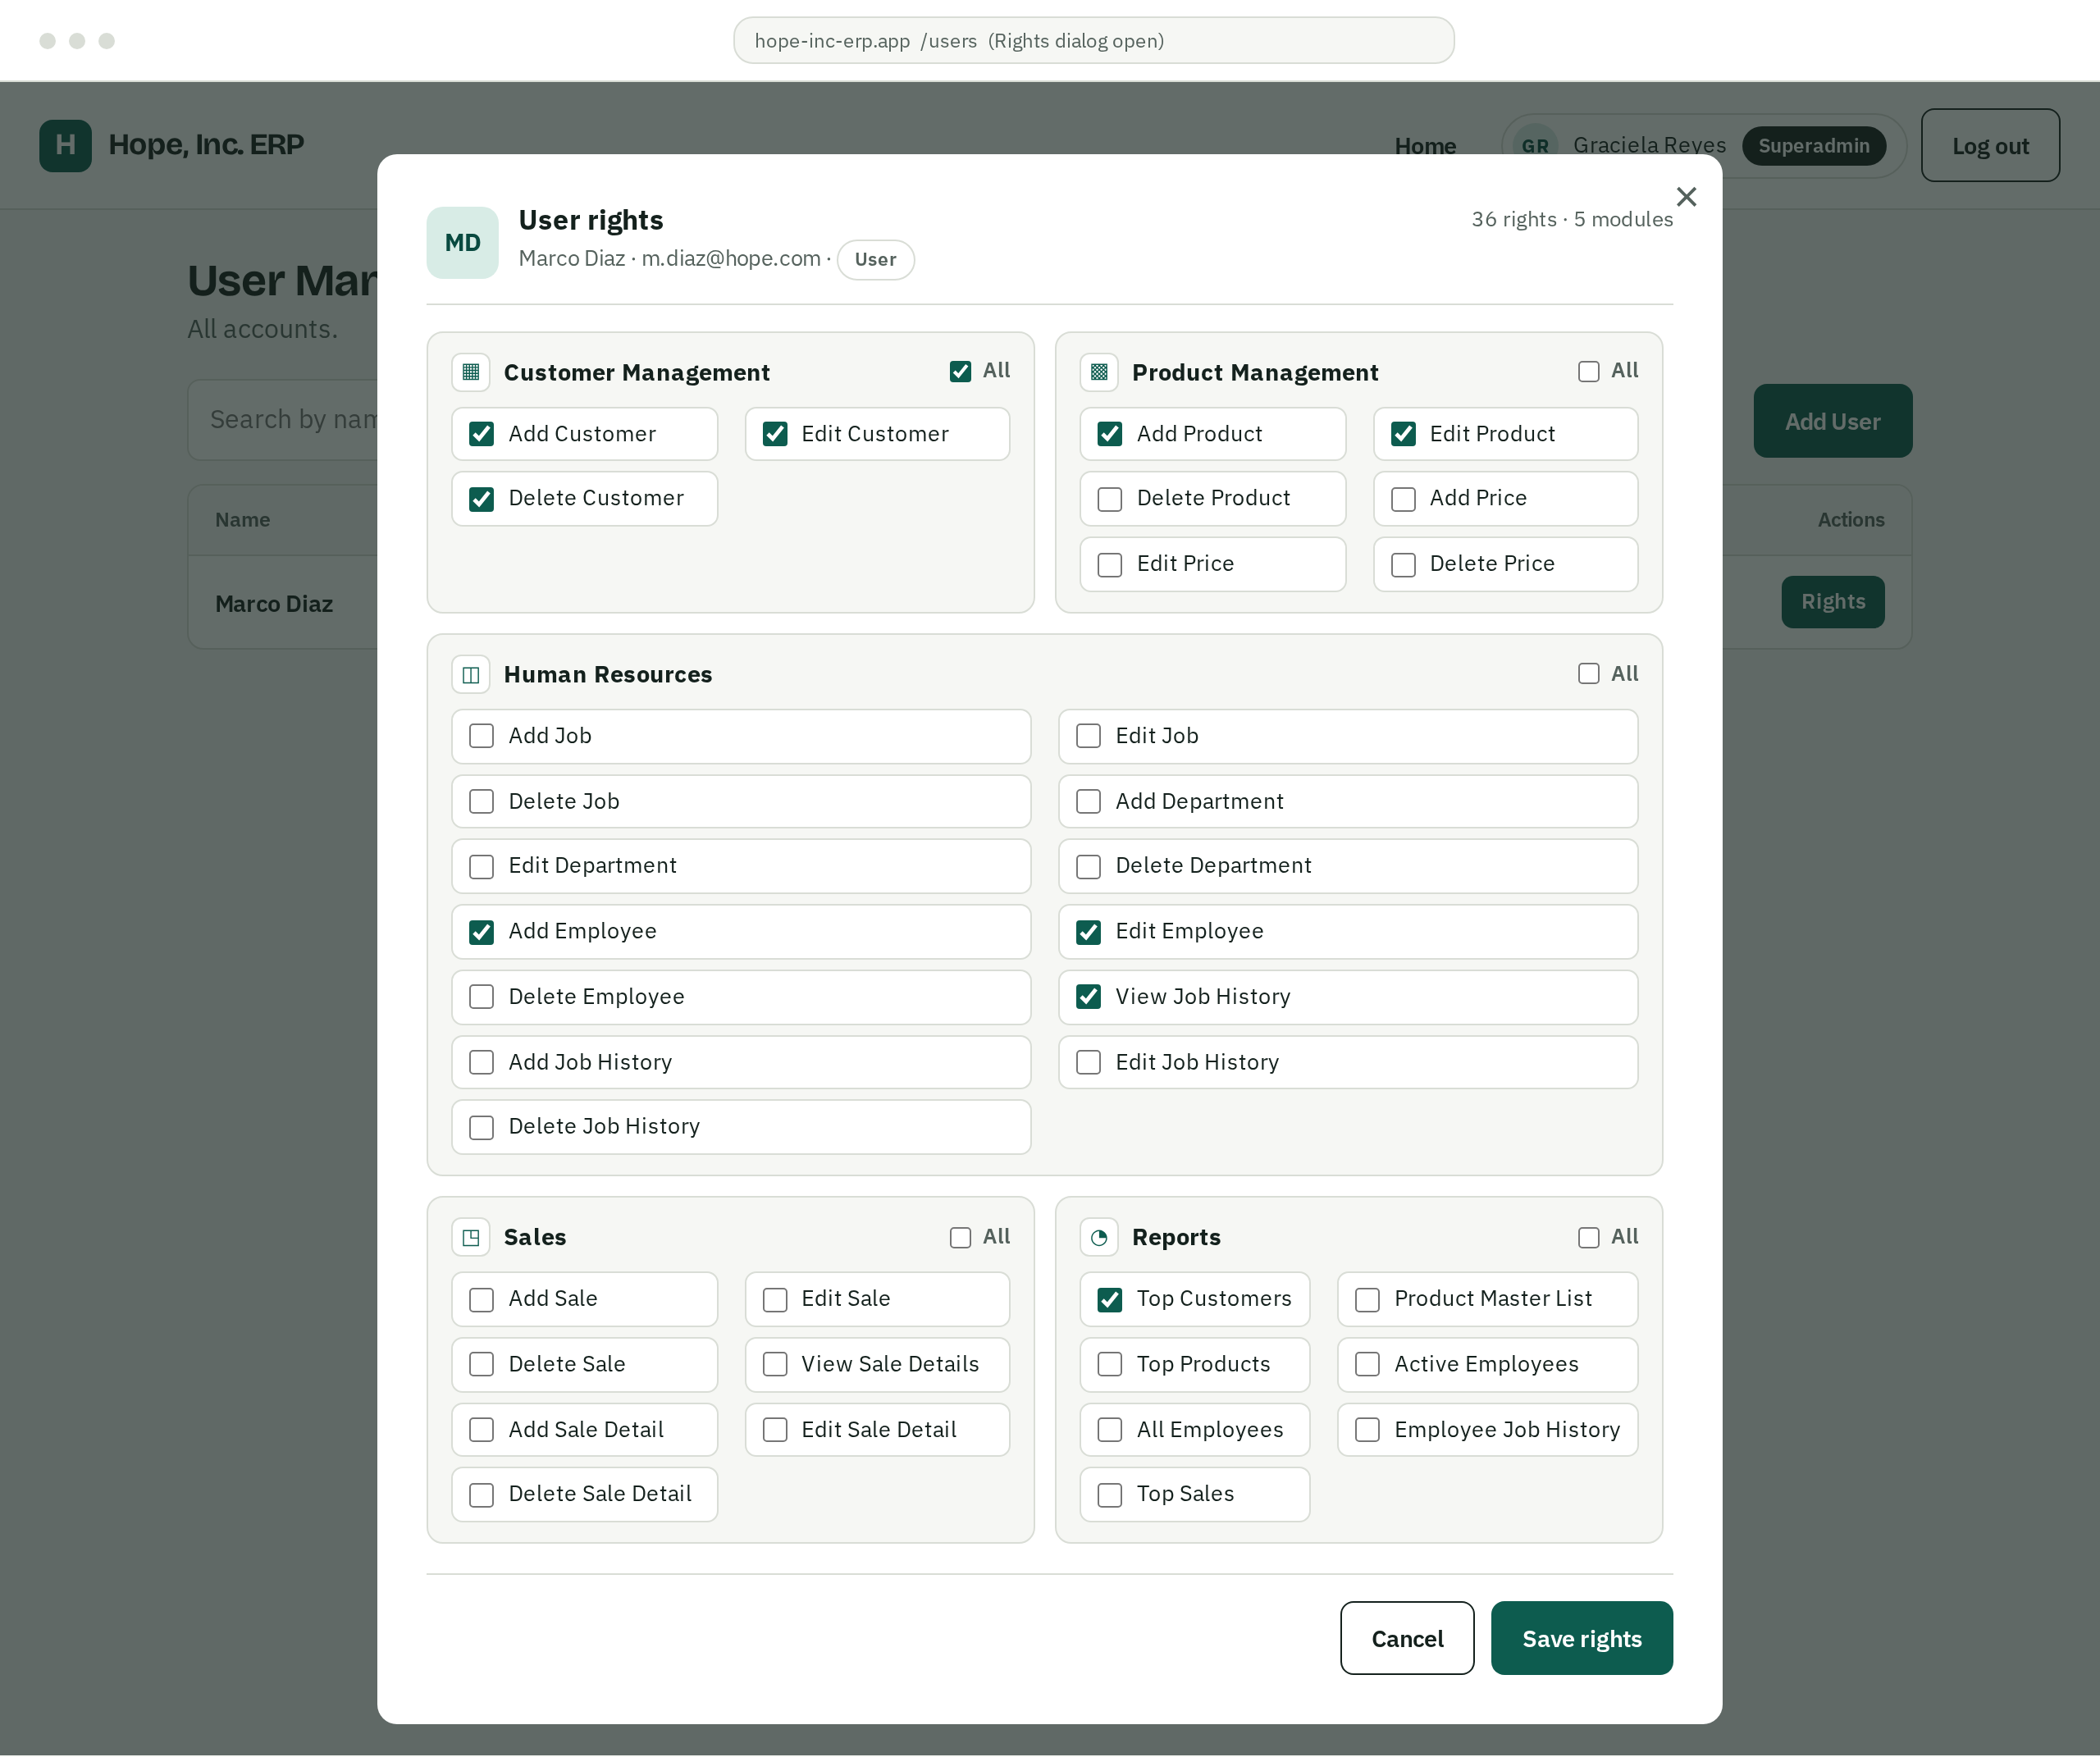 hope-inc-erp.app /users (Rights dialog open)
H Hope, Inc. ERP
Home
GR Graciela Reyes Superadmin
Log out
User Man
All accounts.
Search by nam
Add User
Name
Actions
Marco Diaz
Rights
MD
User rights
36 rights · 5 modules
Marco Diaz · m.diaz@hope.com · User
Customer Management
All
Add Customer
Edit Customer
Delete Customer
Product Management
All
Add Product
Edit Product
Delete Product
Add Price
Edit Price
Delete Price
Human Resources
All
Add Job
Edit Job
Delete Job
Add Department
Edit Department
Delete Department
Add Employee
Edit Employee
Delete Employee
View Job History
Add Job History
Edit Job History
Delete Job History
Sales
All
Add Sale
Edit Sale
Delete Sale
View Sale Details
Add Sale Detail
Edit Sale Detail
Delete Sale Detail
Reports
All
Top Customers
Product Master List
Top Products
Active Employees
All Employees
Employee Job History
Top Sales
Cancel
Save rights